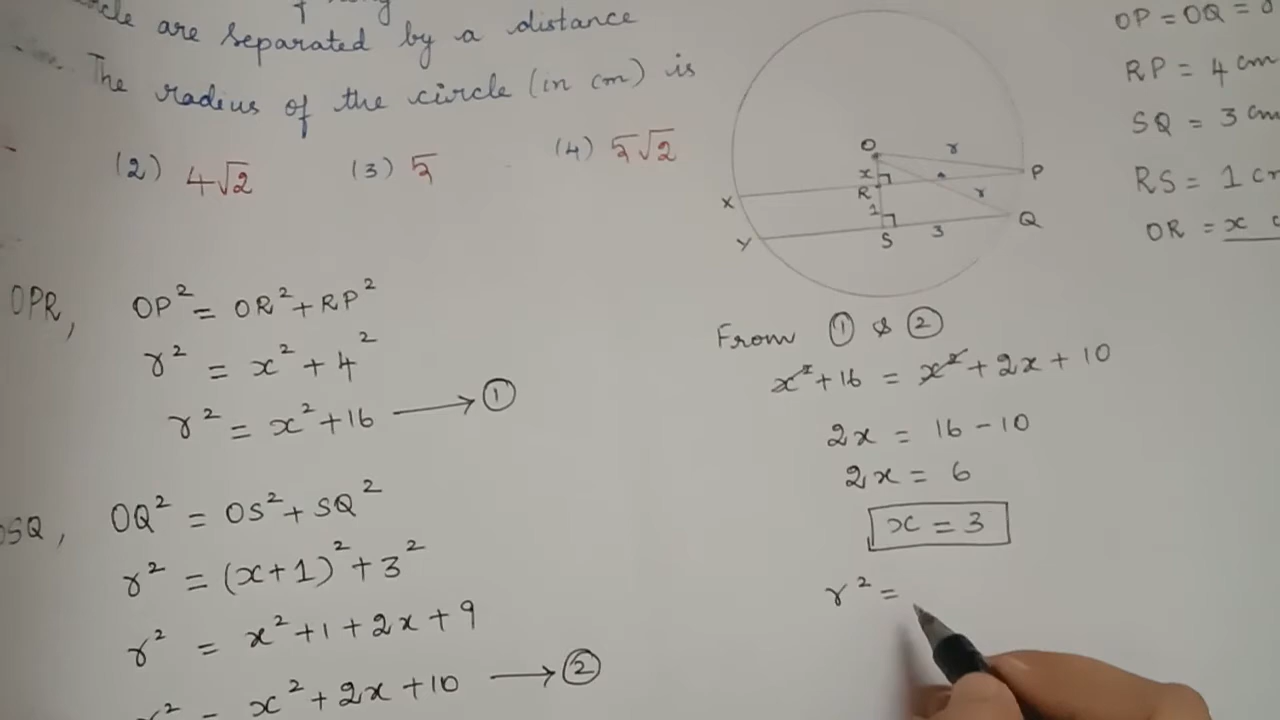 are separated by a distance
The radius of the circle (in cm) is
(2) 4√2 (3) 5 (4) 5√2
O r
x P
R r
X 1 Q
Y S 3
OP = OQ =
RP = 4 cm
SQ = 3 cm
RS = 1
OR = x
OPR, OP² = OR² + RP²
r² = x² + 4²
r² = x² + 16 → ①
OSQ, OQ² = OS² + SQ²
r² = (x+1)² + 3²
r² = x² + 1 + 2x + 9
r² = x² + 2x + 10 → ②
From ① & ②
x² + 16 = x² + 2x + 10
2x = 16 - 10
2x = 6
x = 3
r² =